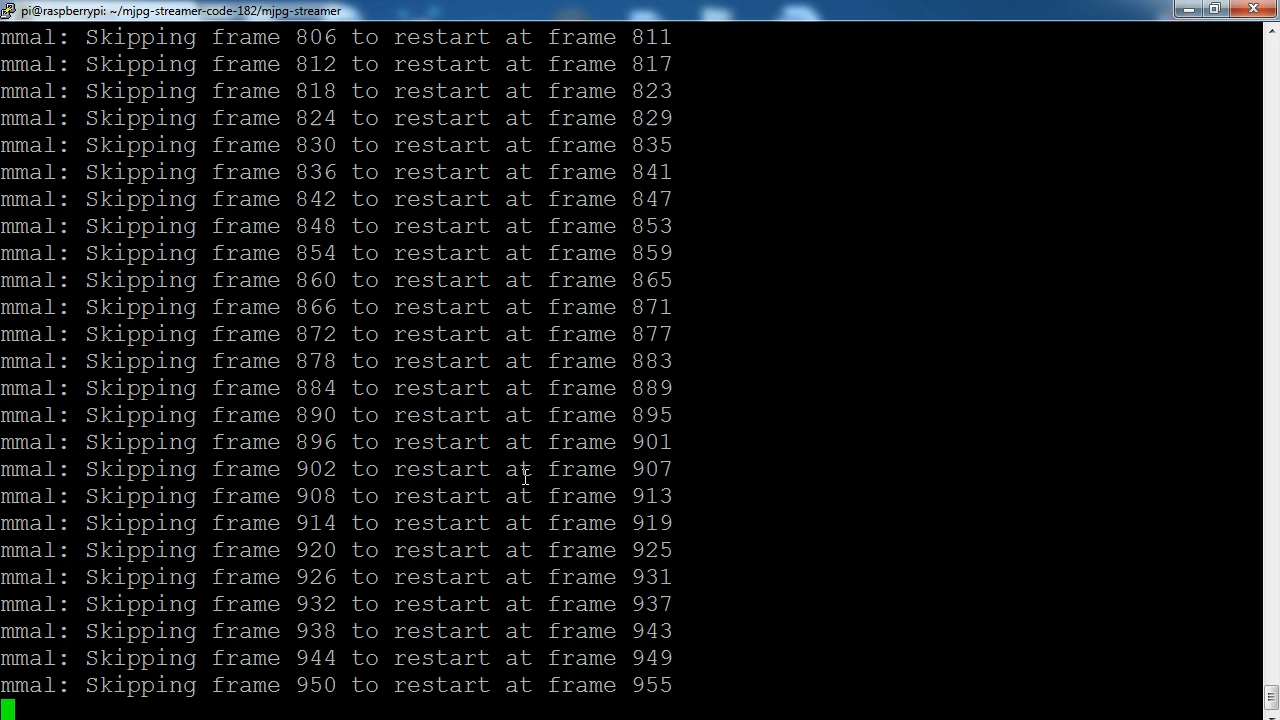 pi@raspberrypi: ~/mjpg-streamer-code-182/mjpg-streamer
mmal: Skipping frame 806 to restart at frame 811
mmal: Skipping frame 812 to restart at frame 817
mmal: Skipping frame 818 to restart at frame 823
mmal: Skipping frame 824 to restart at frame 829
mmal: Skipping frame 830 to restart at frame 835
mmal: Skipping frame 836 to restart at frame 841
mmal: Skipping frame 842 to restart at frame 847
mmal: Skipping frame 848 to restart at frame 853
mmal: Skipping frame 854 to restart at frame 859
mmal: Skipping frame 860 to restart at frame 865
mmal: Skipping frame 866 to restart at frame 871
mmal: Skipping frame 872 to restart at frame 877
mmal: Skipping frame 878 to restart at frame 883
mmal: Skipping frame 884 to restart at frame 889
mmal: Skipping frame 890 to restart at frame 895
mmal: Skipping frame 896 to restart at frame 901
mmal: Skipping frame 902 to restart at frame 907
mmal: Skipping frame 908 to restart at frame 913
mmal: Skipping frame 914 to restart at frame 919
mmal: Skipping frame 920 to restart at frame 925
mmal: Skipping frame 926 to restart at frame 931
mmal: Skipping frame 932 to restart at frame 937
mmal: Skipping frame 938 to restart at frame 943
mmal: Skipping frame 944 to restart at frame 949
mmal: Skipping frame 950 to restart at frame 955